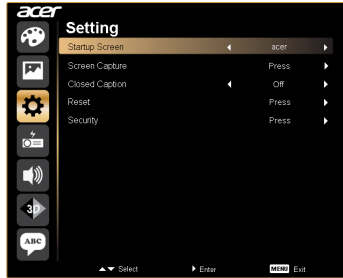 acer
Setting
Startup Screen acer
Screen Capture Press
Closed Caption Off
Reset Press
Security Press
3D
ABC
Select Enter MENU Exit